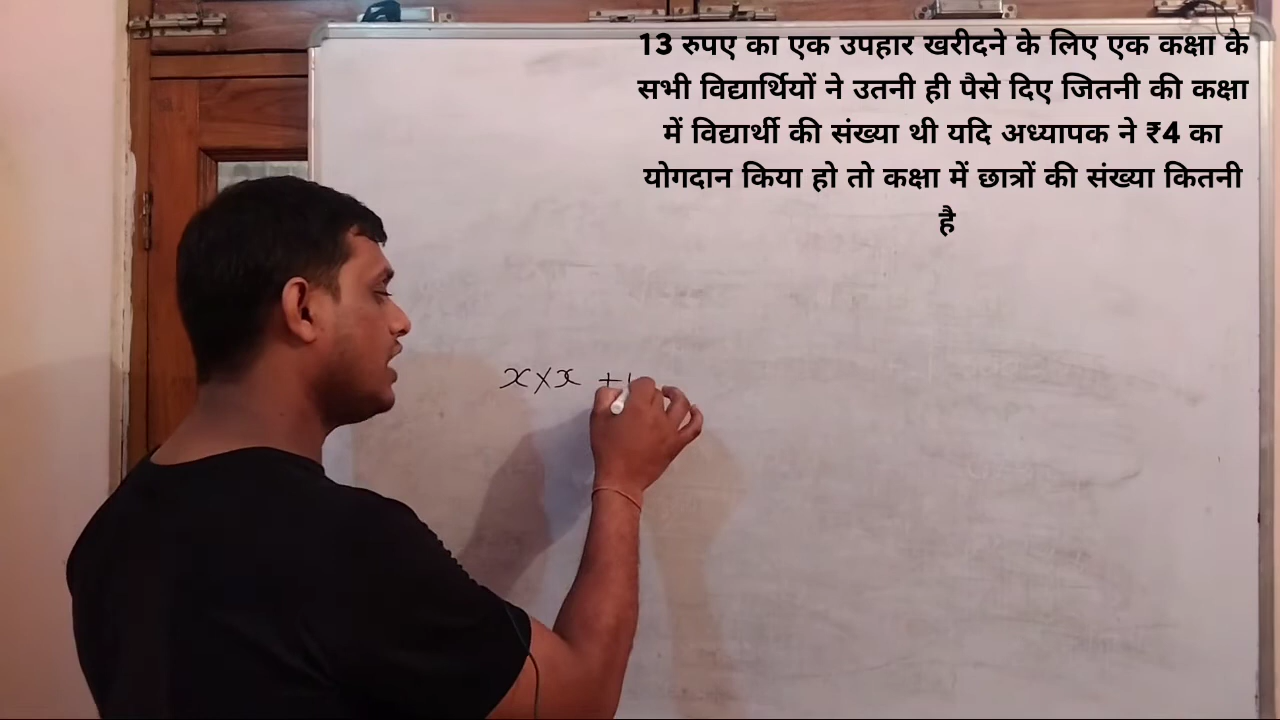 13 रुपए का एक उपहार खरीदने के लिए एक कक्षा के
सभी विद्यार्थियों ने उतनी ही पैसे दिए जितनी की कक्षा
में विद्यार्थी की संख्या थी यदि अध्यापक ने ₹4 का
योगदान किया हो तो कक्षा में छात्रों की संख्या कितनी
है
x×x +